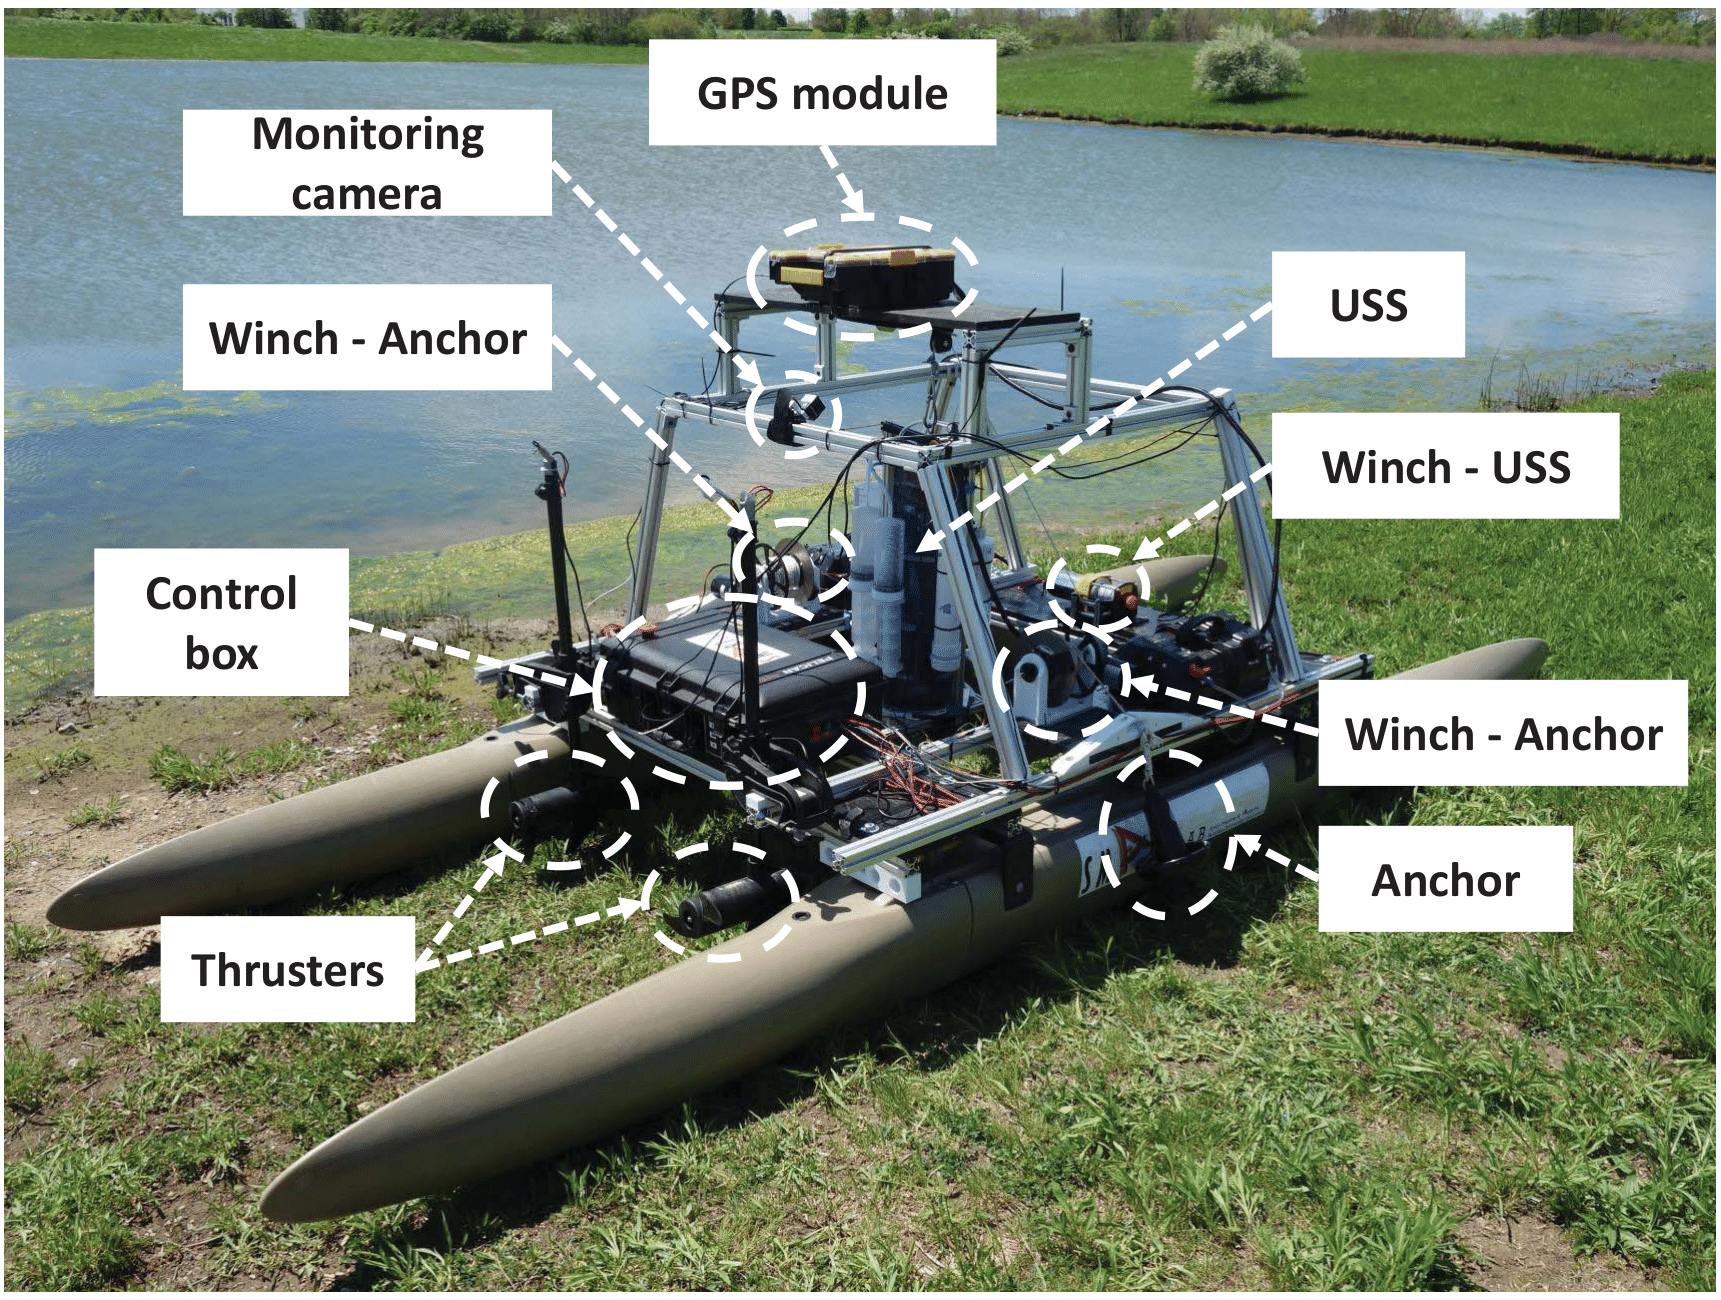 GPS module
Monitoring
camera
USS
Winch - Anchor
Winch - USS
Control
box
Winch - Anchor
Anchor
Thrusters